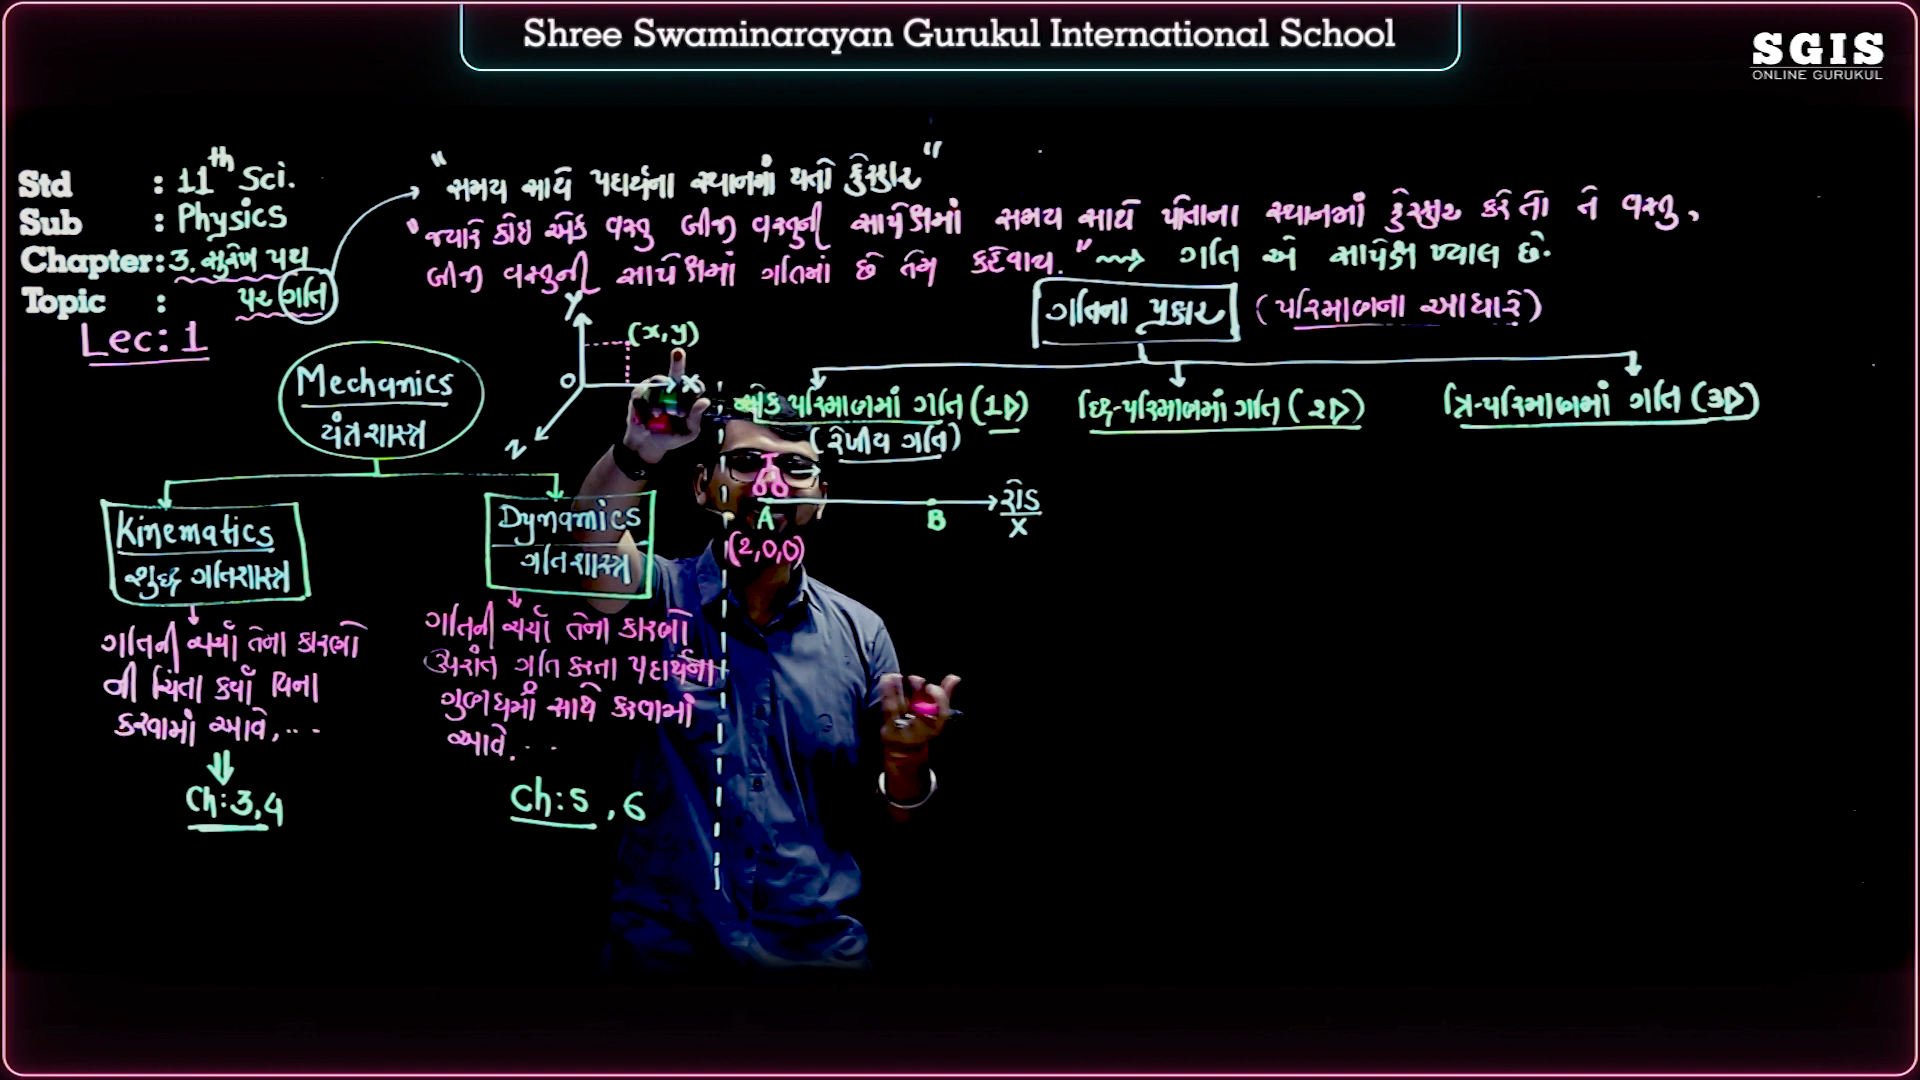 Shree Swaminarayan Gurukul International School
SGIS
ONLINE GURUKUL
Std : 11th Sci.
Sub : Physics
Chapter: 3. સુરેખ પથ
Topic : પર ગતિ
Lec: 1
"સમય સાથે પદાર્થના સ્થાનમાં થતો ફેરફાર"
"જ્યારે કોઇ એક વસ્તુ બીજી વસ્તુની સાપેક્ષમાં સમય સાથે પોતાના સ્થાનમાં ફેરફાર કરે તો તે વસ્તુ,
બીજી વસ્તુની સાપેક્ષમાં ગતિમાં છે તેમ કહેવાય." ગતિ એ સાપેક્ષ ખ્યાલ છે.
Mechanics
યંત્રશાસ્ત્ર
Kinematics
શુદ્ધ ગતિશાસ્ત્ર
ગતિની ચર્ચા તેના કારણો
ની ચિંતા કર્યા વિના
કરવામાં આવે,...
Ch:3,4
Dynamics
ગતિશાસ્ત્ર
ગતિની ચર્ચા તેના કારણો
ઉપરાંત ગતિ કરતા પદાર્થના
ગુણધર્મો સાથે કરવામાં
આવે...
Ch:5,6
Y
(x,y)
O
X
Z
ગતિના પ્રકાર (પરિમાણના આધારે)
એક પરિમાણમાં ગતિ (1D)
(રેખીય ગતિ)
દ્વિ-પરિમાણમાં ગતિ (2D)
ત્રિ-પરિમાણમાં ગતિ (3D)
A
B
રોડ
X
(2,0,0)